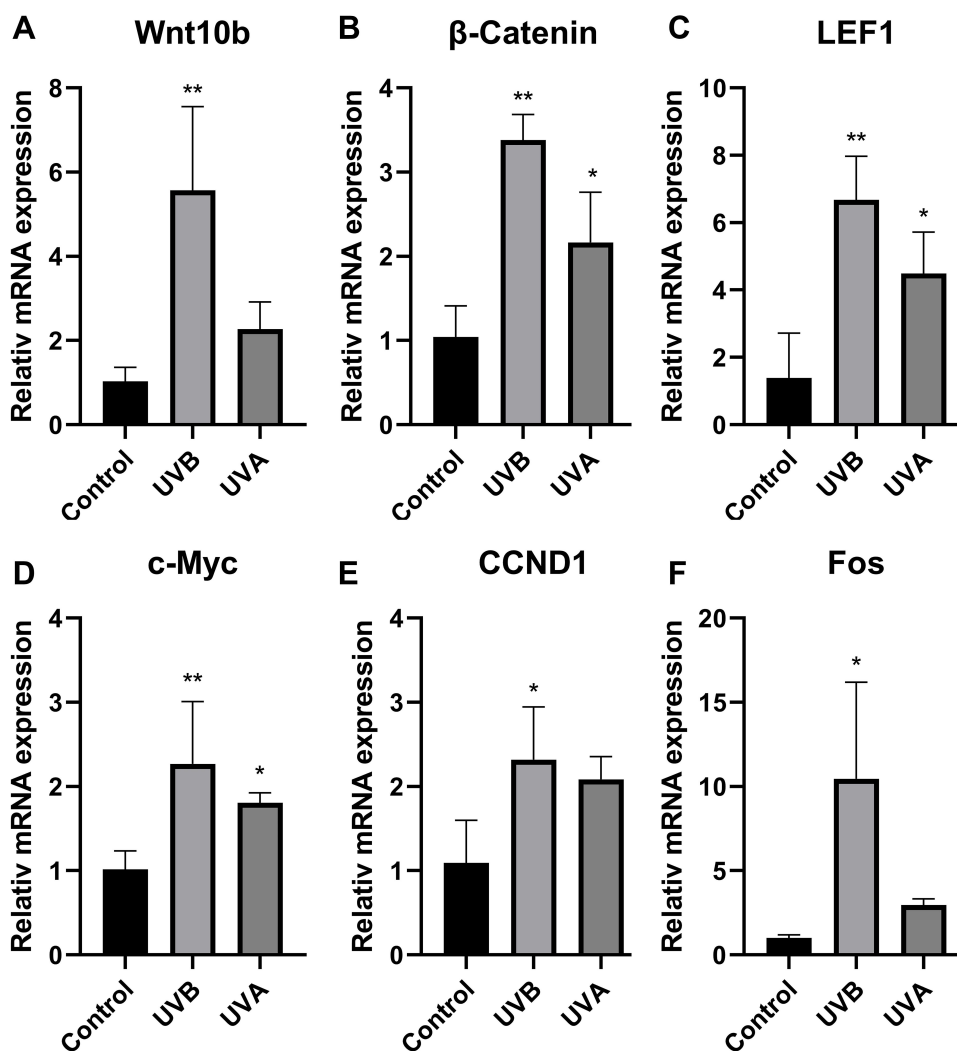 A Wnt10b
Relativ mRNA expression
8
6
4
2
0
**
Control UVB UVA
B β-Catenin
Relativ mRNA expression
4
3
2
1
0
**
*
Control UVB UVA
C LEF1
Relativ mRNA expression
10
8
6
4
2
0
**
*
Control UVB UVA
D c-Myc
Relativ mRNA expression
4
3
2
1
0
**
*
Control UVB UVA
E CCND1
Relativ mRNA expression
4
3
2
1
0
*
Control UVB UVA
F Fos
Relativ mRNA expression
20
15
10
5
0
*
Control UVB UVA